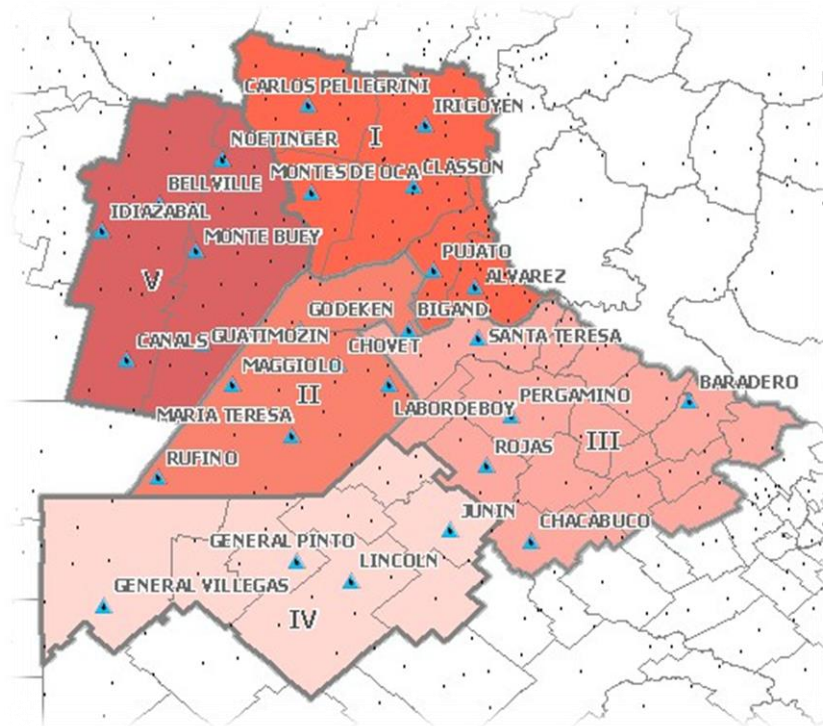 CARLOS PELLEGRINI
IRIGOYEN
I
NOETINGER
MONTES DE OCA
CLASSON
BELLVILLE
IDIAZABAL
MONTE BUEY
PUJATO
V
ALVAREZ
GODEKEN
BIGAND
CANALS
GUATIMOZIN
CHOVET
SANTA TERESA
MAGGIOLO
BARADERO
II
LABORDEBOY
PERGAMINO
MARIA TERESA
III
RUFINO
ROJAS
JUNIN
CHACABUCO
GENERAL PINTO
LINCOLN
GENERAL VILLEGAS
IV